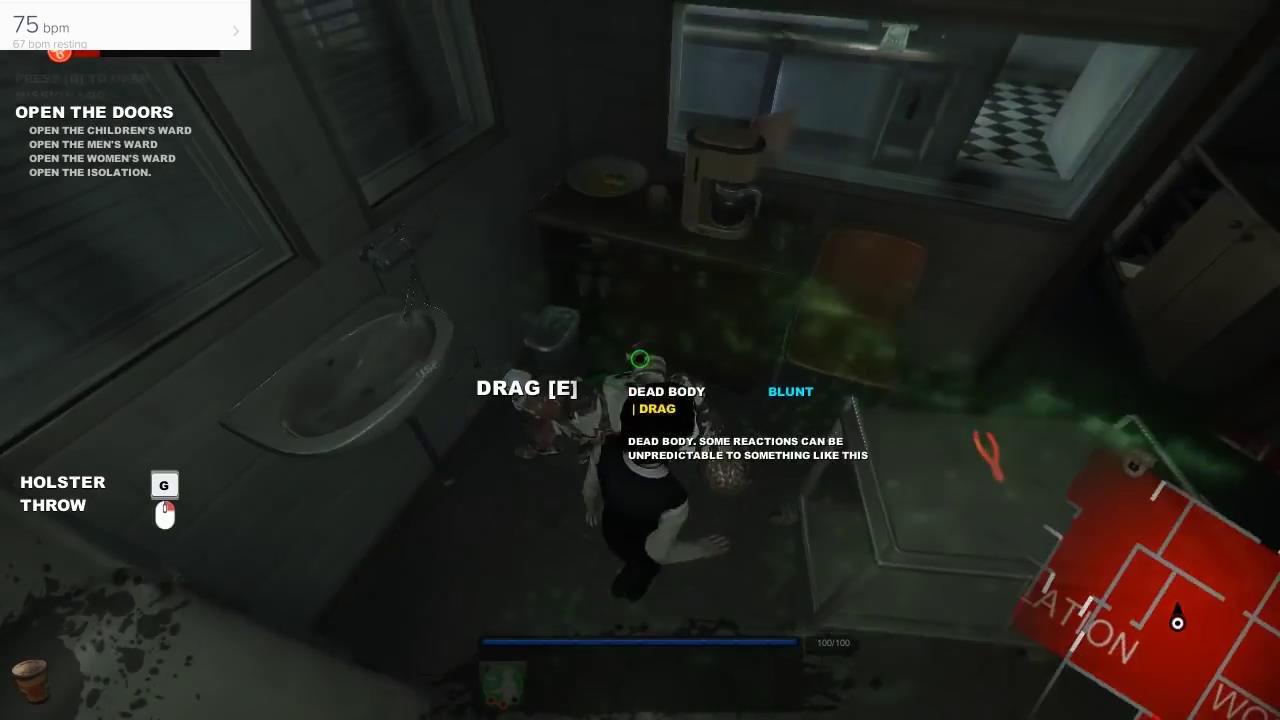 75 bpm
67 bpm resting
OPEN THE DOORS
OPEN THE CHILDREN'S WARD
OPEN THE MEN'S WARD
OPEN THE WOMEN'S WARD
OPEN THE ISOLATION.
DRAG [E]
DEAD BODY
BLUNT
| DRAG
DEAD BODY. SOME REACTIONS CAN BE
UNPREDICTABLE TO SOMETHING LIKE THIS
HOLSTER
G
THROW
100/100
LATION
WO